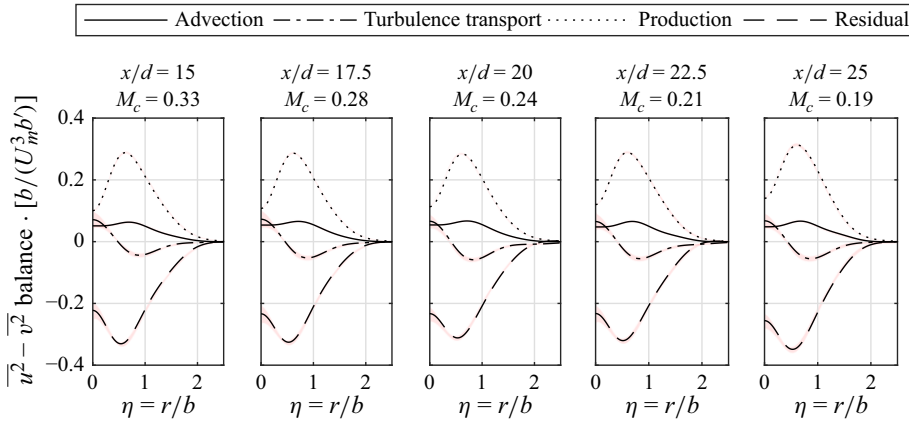 Advection Turbulence transport Production Residual
x/d = 15 x/d = 17.5 x/d = 20 x/d = 22.5 x/d = 25
M_c = 0.33 M_c = 0.28 M_c = 0.24 M_c = 0.21 M_c = 0.19
\overline{u^2} − \overline{v^2} balance · [b/(U_m^3 b′)]
0.4
0.2
0
−0.2
−0.4
0 1 2 0 1 2 0 1 2 0 1 2 0 1 2
η = r/b η = r/b η = r/b η = r/b η = r/b